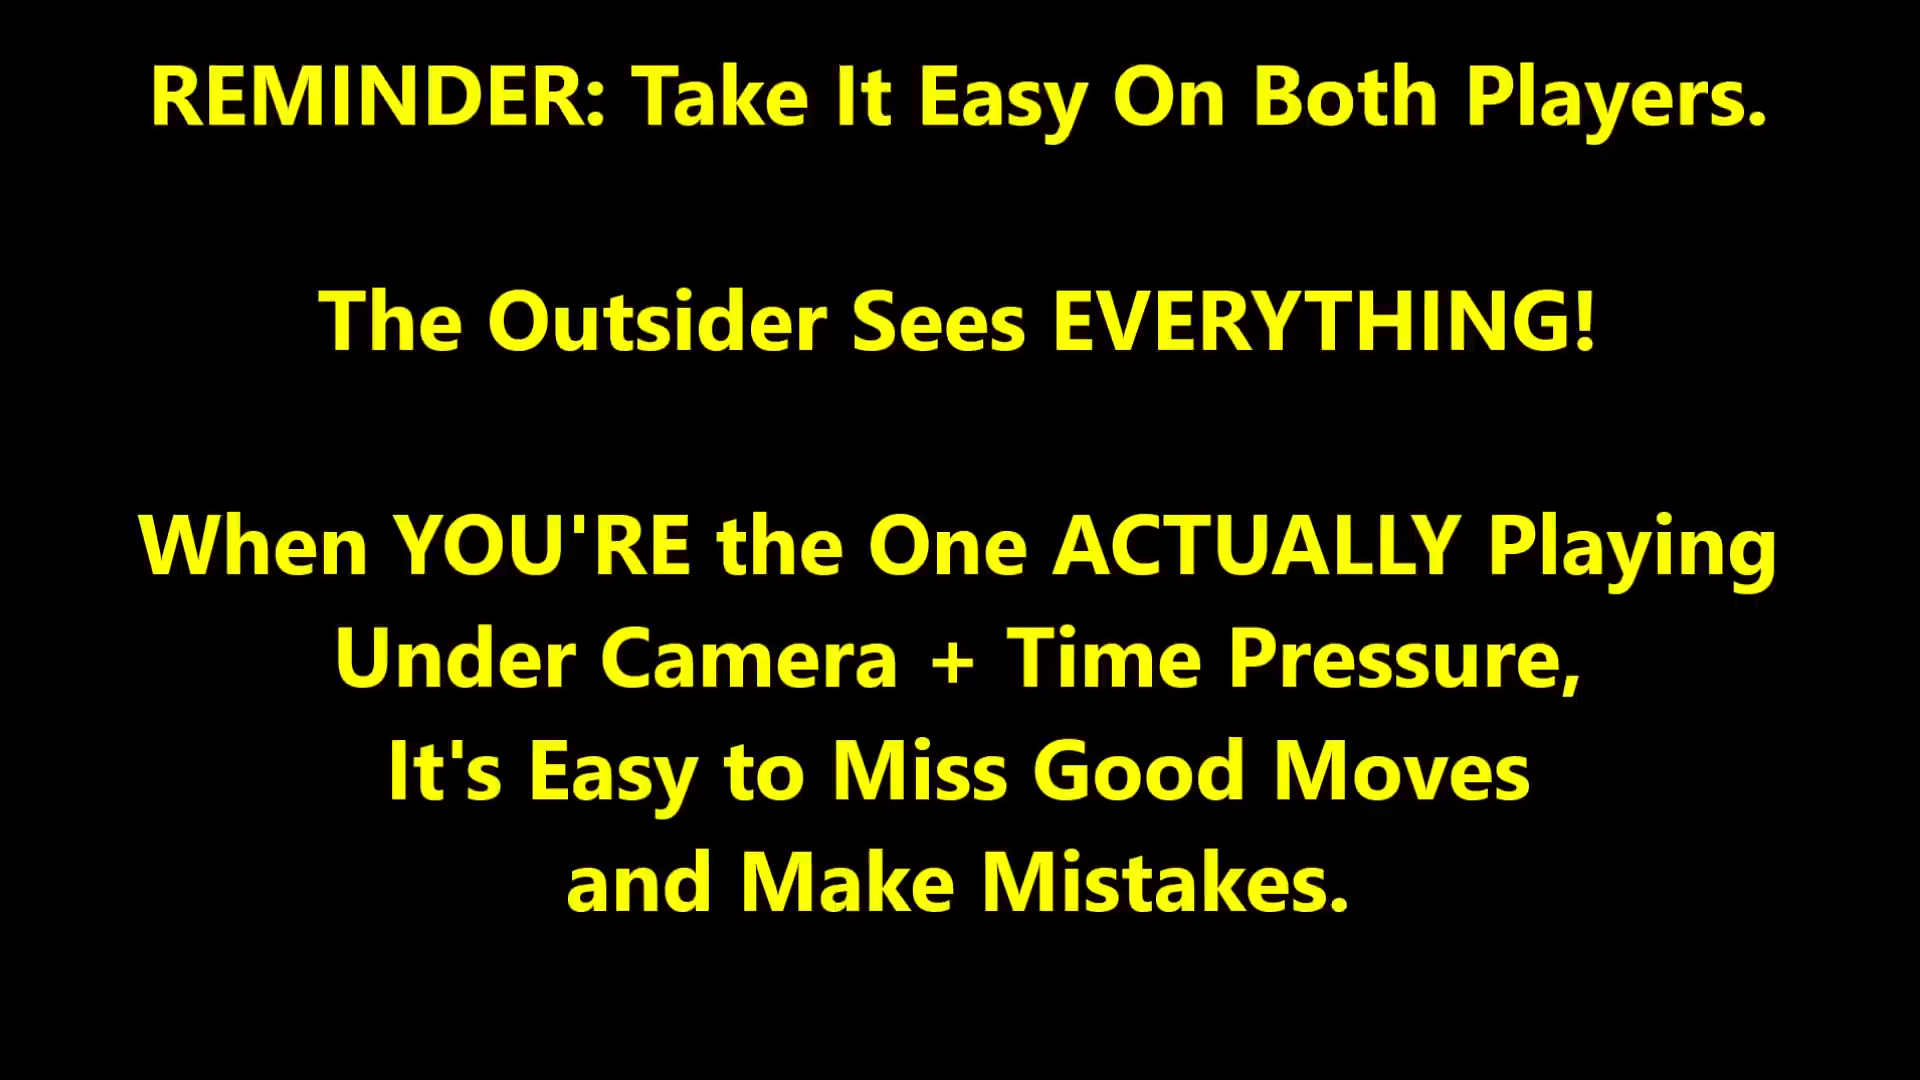 REMINDER: Take It Easy On Both Players.
The Outsider Sees EVERYTHING!
When YOU'RE the One ACTUALLY Playing
Under Camera + Time Pressure,
It's Easy to Miss Good Moves
and Make Mistakes.